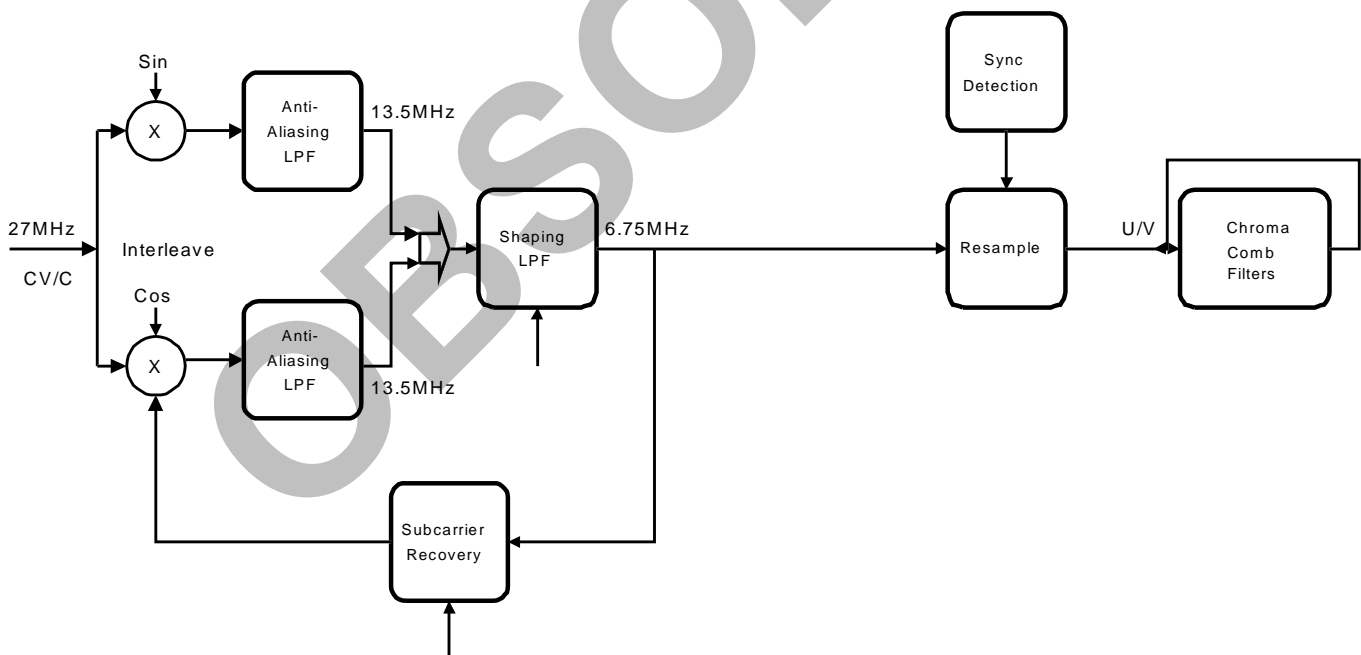 Sin
X
Anti-
Aliasing
LPF
13.5MHz
27MHz
CV/C
Interleave
Cos
X
Anti-
Aliasing
LPF
13.5MHz
Shaping
LPF
6.75MHz
Subcarrier
Recovery
Sync
Detection
Resample
U/V
Chroma
Comb
Filters